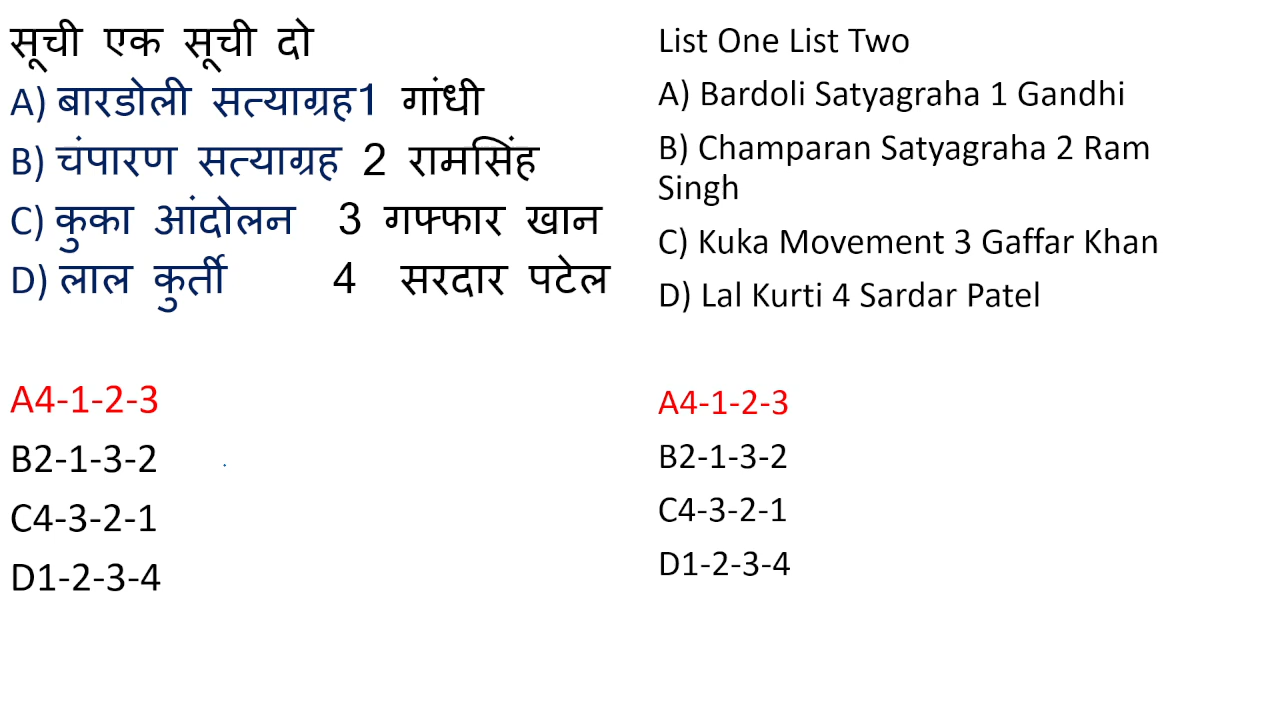 सूची एक सूची दो
A) बारडोली सत्याग्रह1 गांधी
B) चंपारण सत्याग्रह 2 रामसिंह
C) कुका आंदोलन 3 गफ्फार खान
D) लाल कुर्ती 4 सरदार पटेल
A4-1-2-3
B2-1-3-2
C4-3-2-1
D1-2-3-4
List One List Two
A) Bardoli Satyagraha 1 Gandhi
B) Champaran Satyagraha 2 Ram
Singh
C) Kuka Movement 3 Gaffar Khan
D) Lal Kurti 4 Sardar Patel
A4-1-2-3
B2-1-3-2
C4-3-2-1
D1-2-3-4